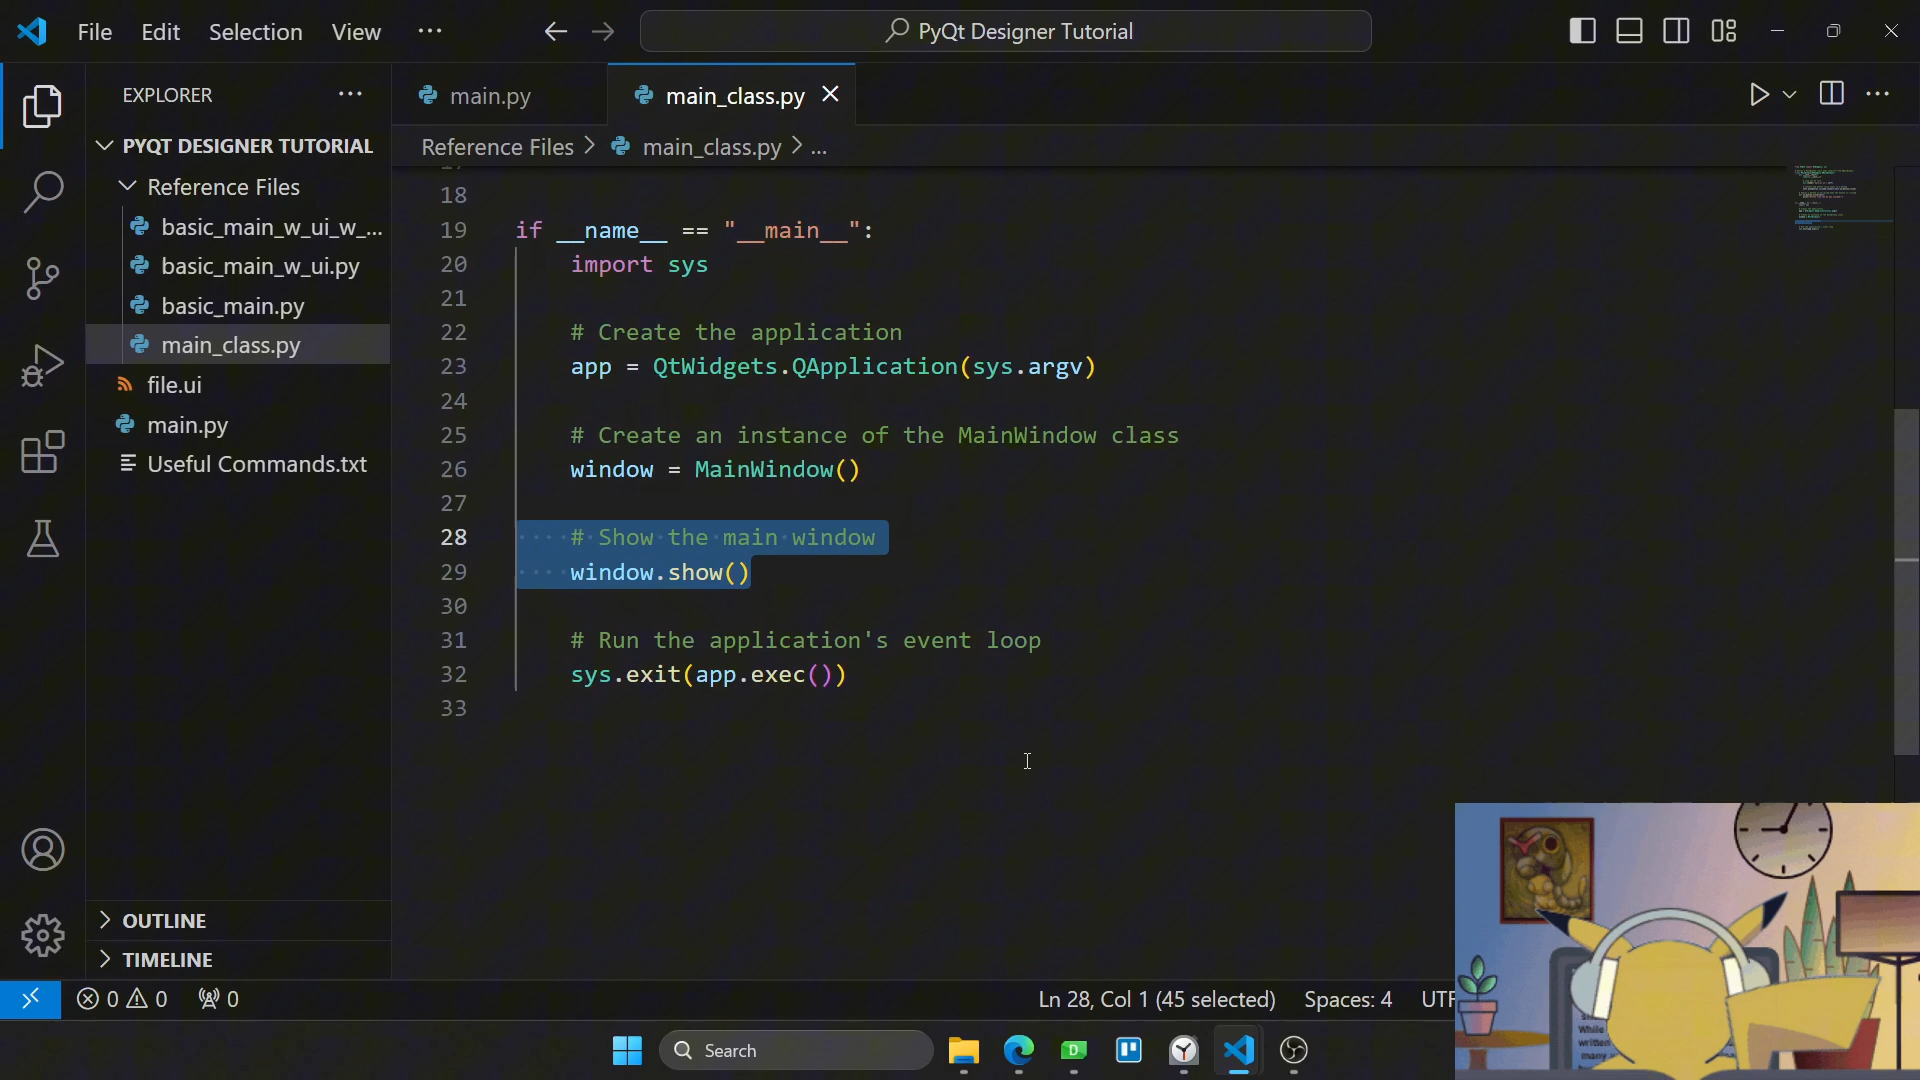 File Edit Selection View ··· PyQt Designer Tutorial
EXPLORER ···
main.py main_class.py
PYQT DESIGNER TUTORIAL
Reference Files > main_class.py > ...
Reference Files
basic_main_w_ui_w_...
basic_main_w_ui.py
basic_main.py
main_class.py
file.ui
main.py
Useful Commands.txt
18
19 if __name__ == "__main__":
20 import sys
21
22 # Create the application
23 app = QtWidgets.QApplication(sys.argv)
24
25 # Create an instance of the MainWindow class
26 window = MainWindow()
27
28 # Show the main window
29 window.show()
30
31 # Run the application's event loop
32 sys.exit(app.exec())
33
OUTLINE
TIMELINE
0 0 0 Ln 28, Col 1 (45 selected) Spaces: 4 UTF
Search
While
written
many